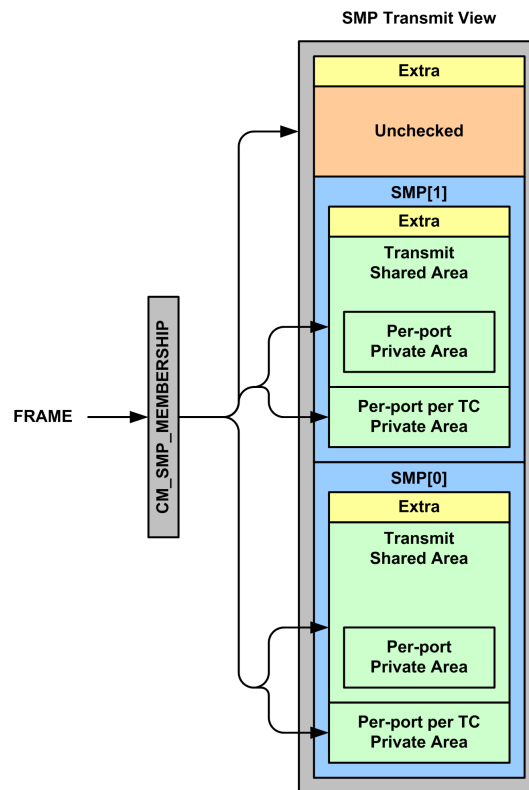 SMP Transmit View
Extra
Unchecked
SMP[1]
Extra
Transmit
Shared Area
Per-port
Private Area
Per-port per TC
Private Area
FRAME
CM_SMP_MEMBERSHIP
SMP[0]
Extra
Transmit
Shared Area
Per-port
Private Area
Per-port per TC
Private Area